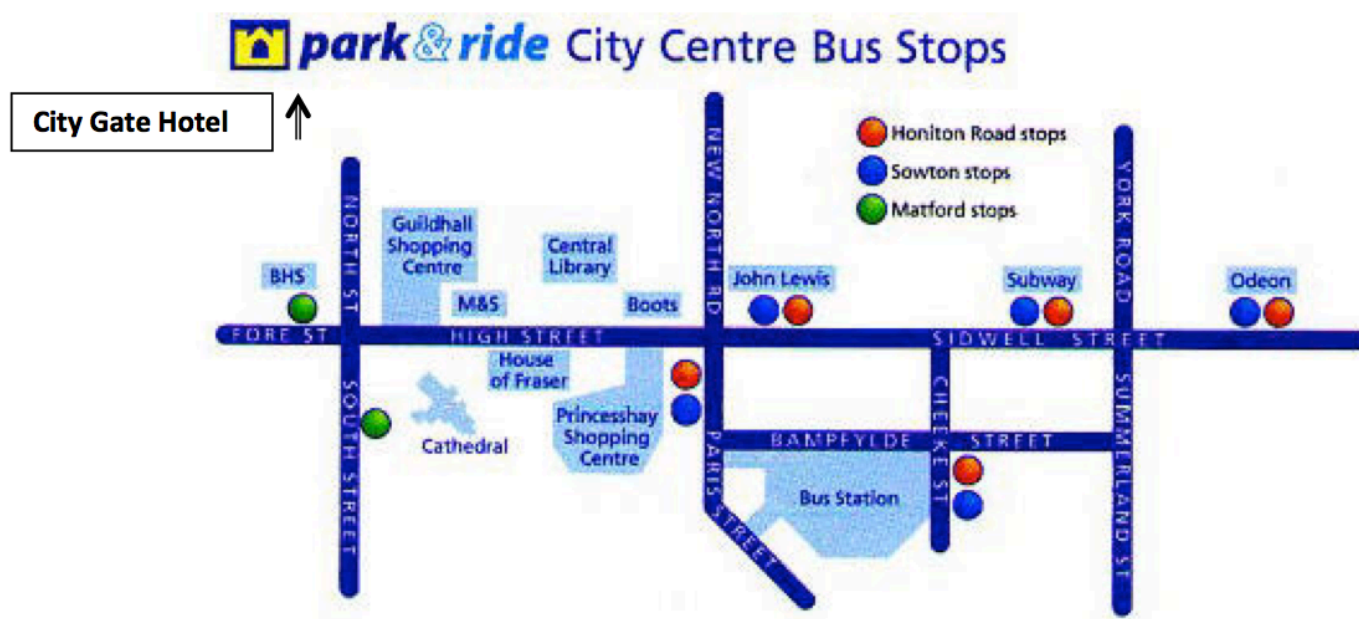 park & ride City Centre Bus Stops
City Gate Hotel
NEW NORTH RD
Honiton Road stops
Sowton stops
Matford stops
YORK ROAD
NORTH ST
Guildhall
Shopping
Centre
Central
Library
BHS
M&S
Boots
John Lewis
Subway
Odeon
FORE ST
HIGH STREET
SIDWELL STREET
House
of Fraser
SOUTH STREET
Cathedral
Princesshay
Shopping
Centre
PARIS STREET
BAMPFYLDE STREET
CHEEKE ST
SUMMERLAND ST
Bus Station